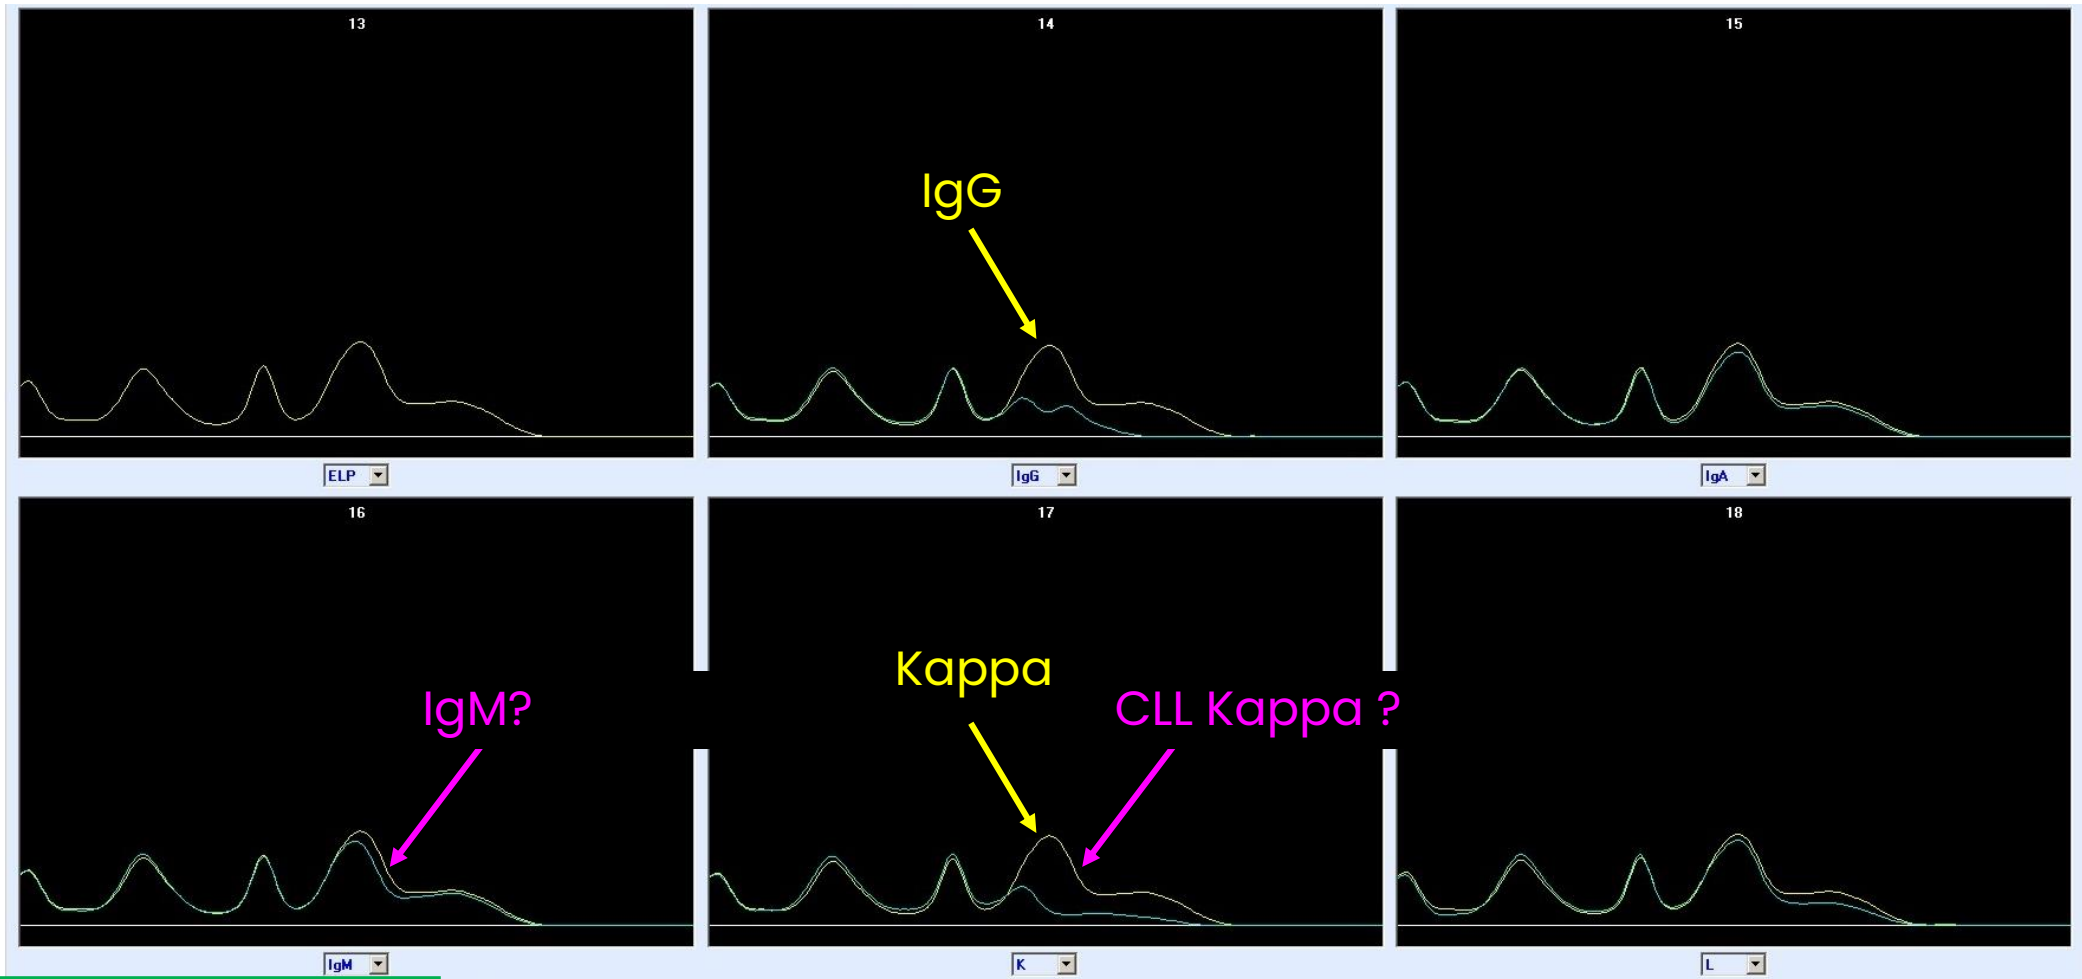 13
14
15
IgG
ELP
IgG
IgA
16
17
18
Kappa
IgM?
CLL Kappa ?
IgM
K
L